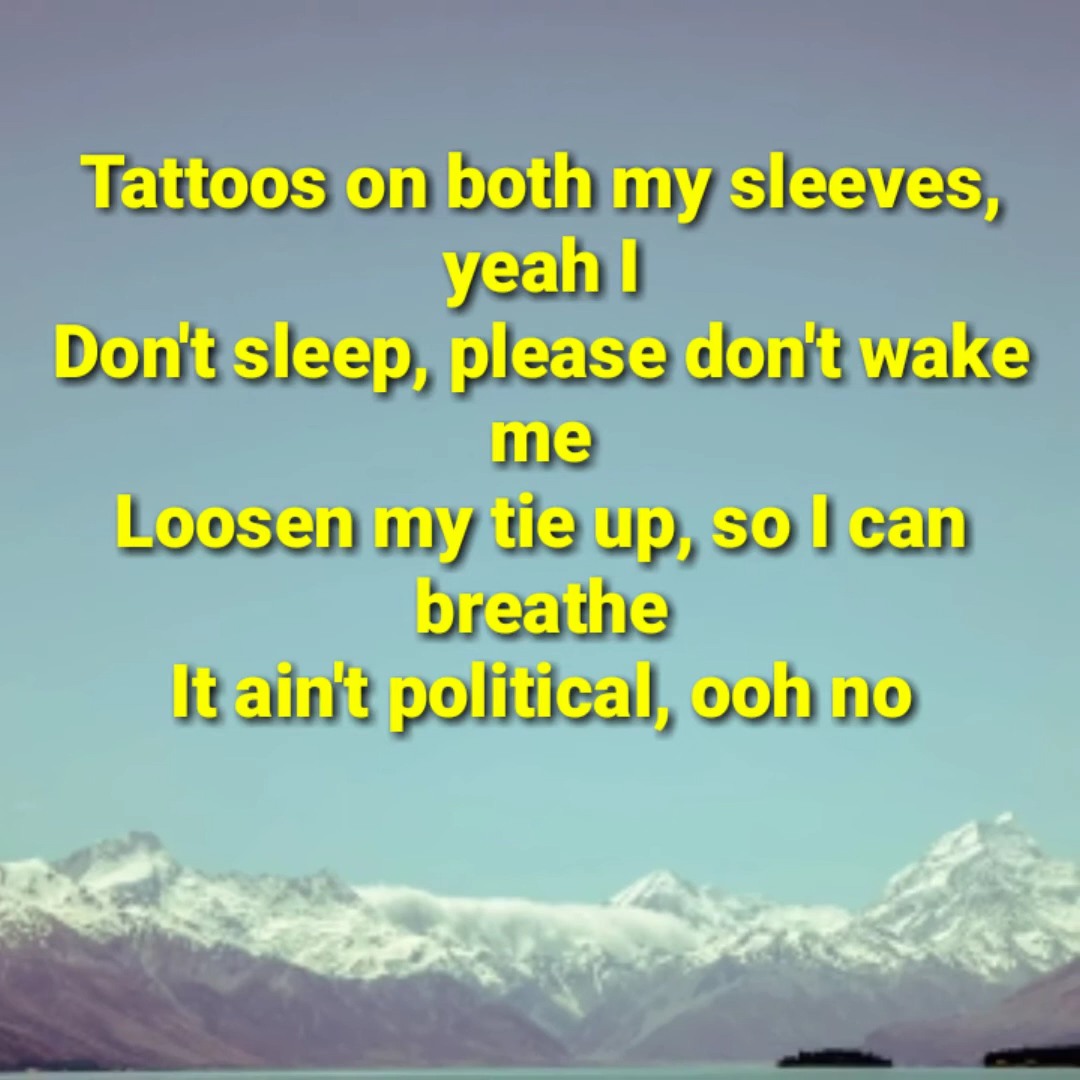 Tattoos on both my sleeves,
yeah I
Don't sleep, please don't wake
me
Loosen my tie up, so I can
breathe
It ain't political, ooh no